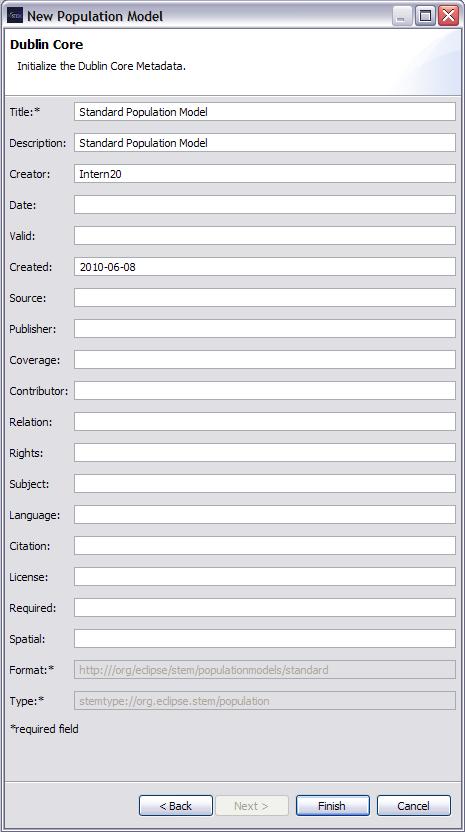 New Population Model
Dublin Core
Initialize the Dublin Core Metadata.
Title:* Standard Population Model
Description: Standard Population Model
Creator: Intern20
Date:
Valid:
Created: 2010-06-08
Source:
Publisher:
Coverage:
Contributor:
Relation:
Rights:
Subject:
Language:
Citation:
License:
Required:
Spatial:
Format:* http:///org/eclipse/stem/populationmodels/standard
Type:* stemtype://org.eclipse.stem/population
*required field
< Back Next > Finish Cancel